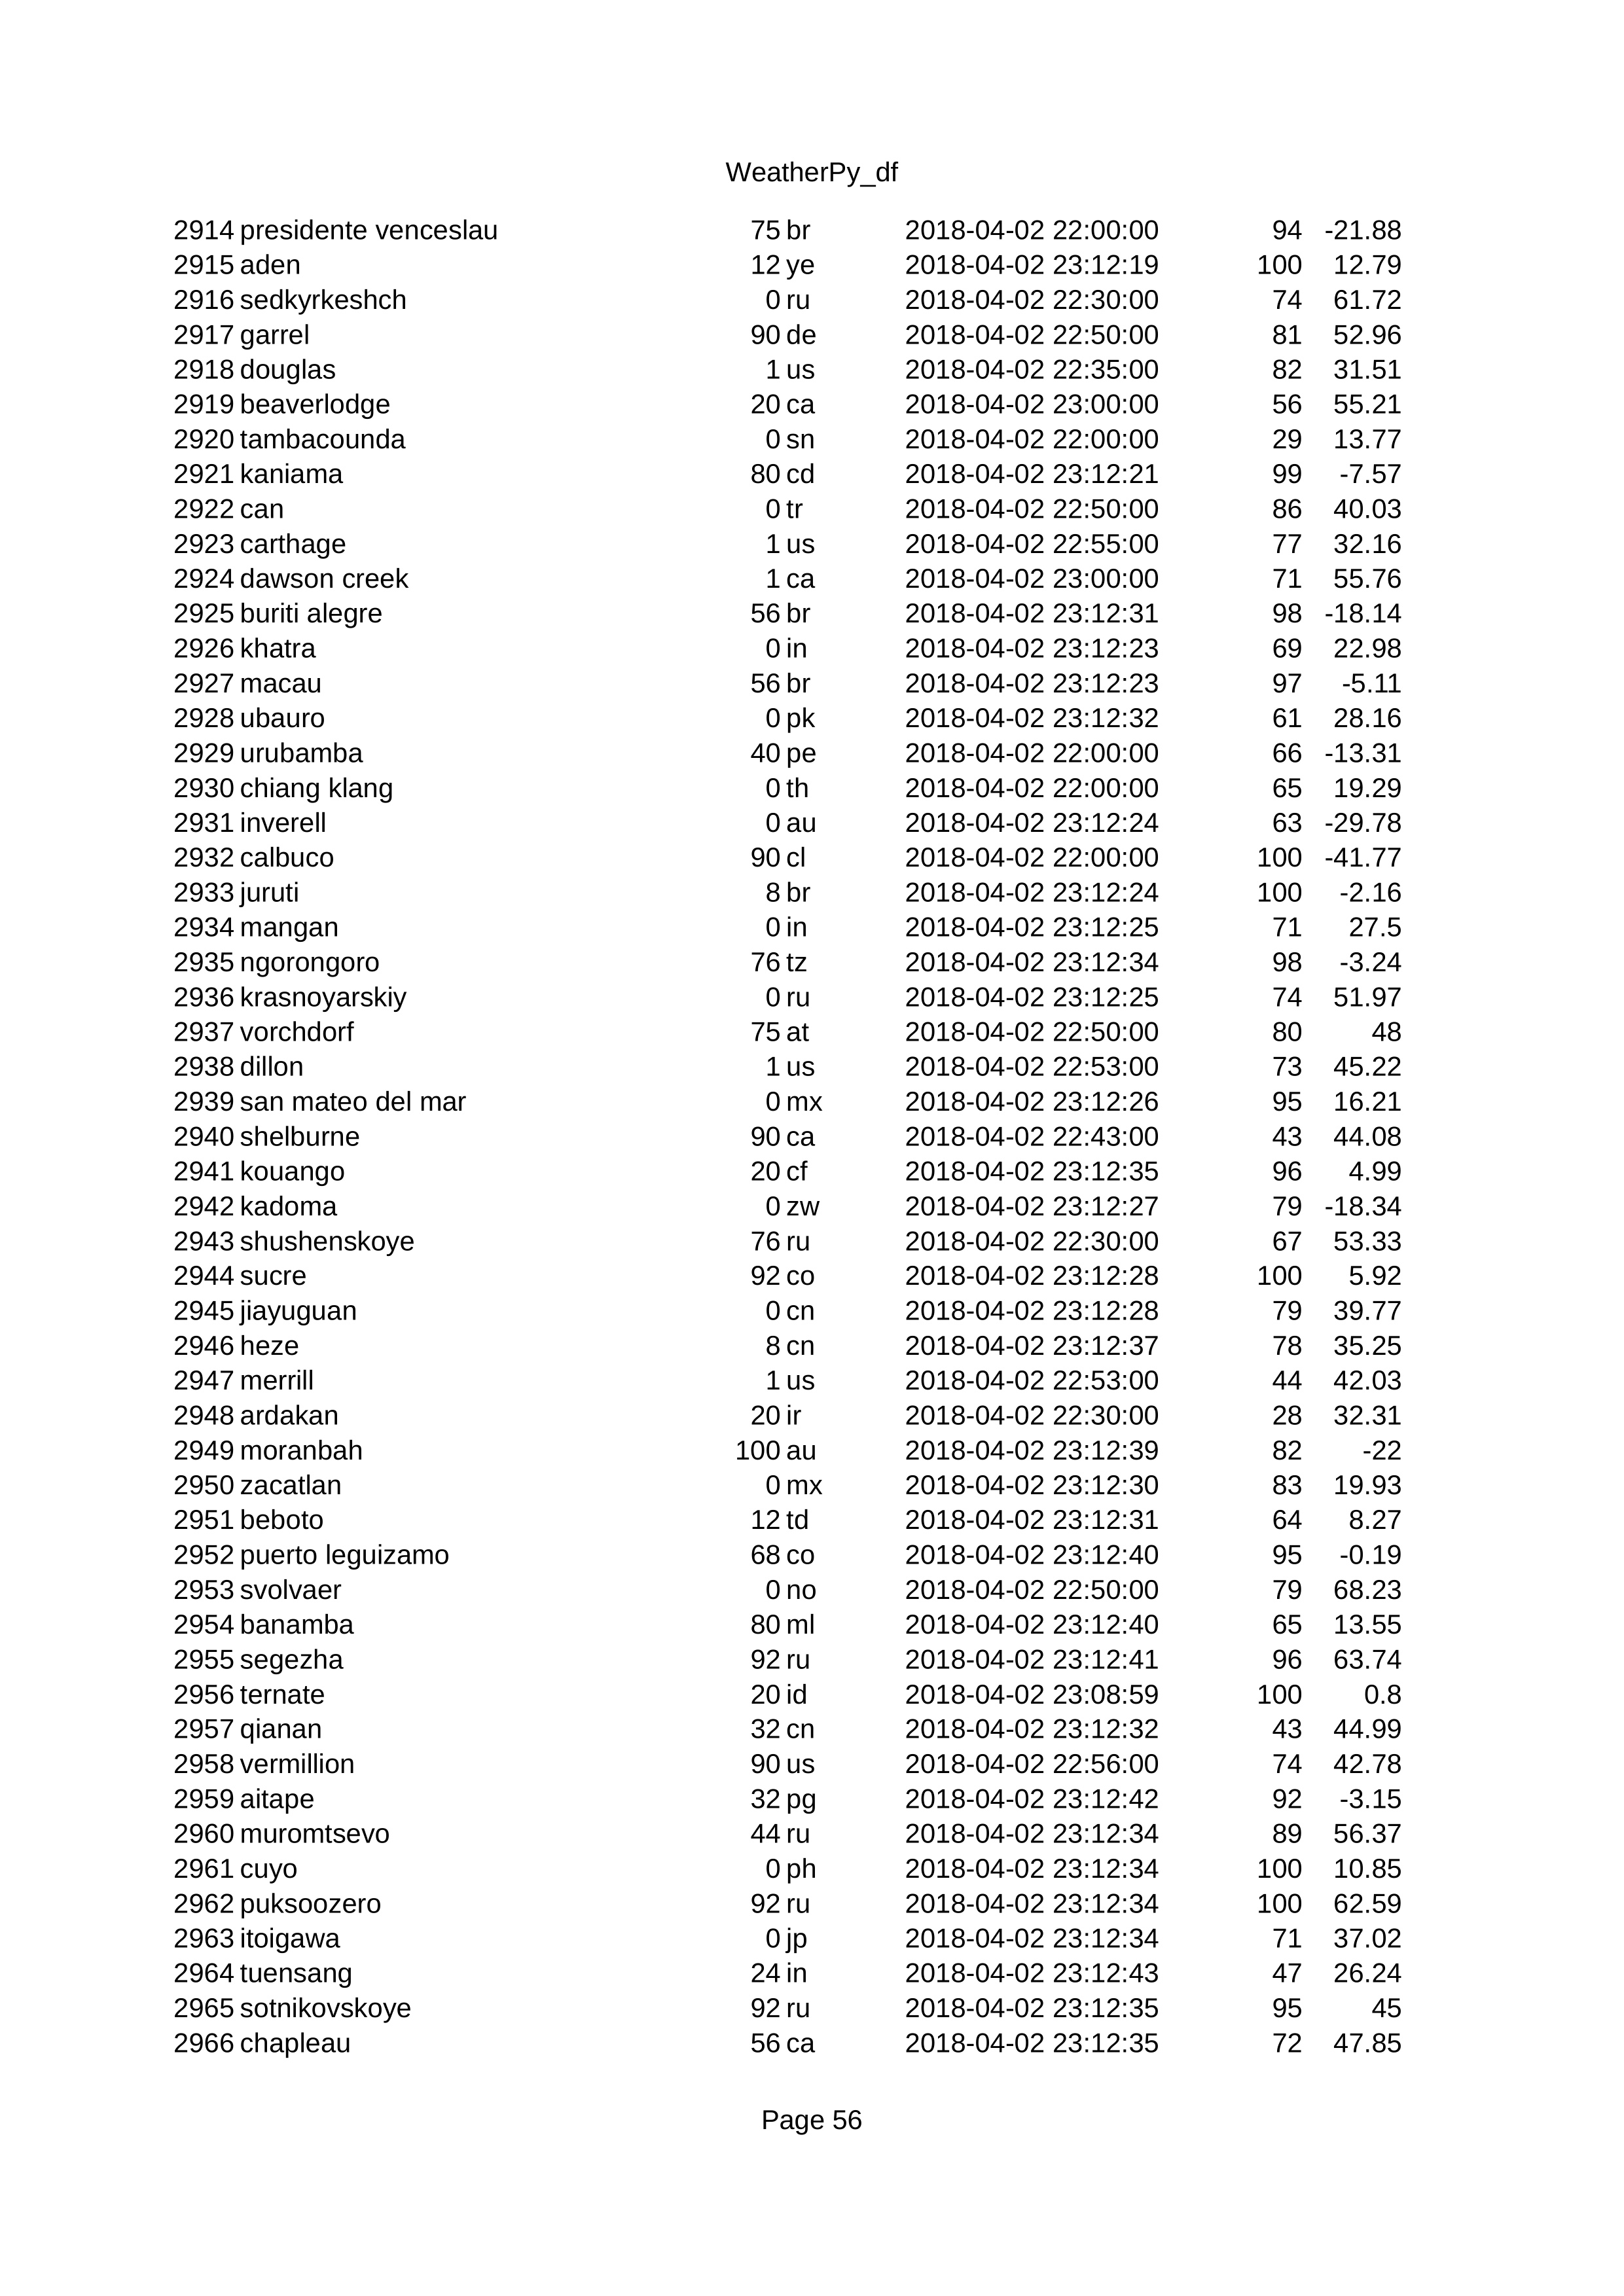 WeatherPy_df
2914 presidente venceslau 75 br 2018-04-02 22:00:00 94 -21.88
2915 aden 12 ye 2018-04-02 23:12:19 100 12.79
2916 sedkyrkeshch 0 ru 2018-04-02 22:30:00 74 61.72
2917 garrel 90 de 2018-04-02 22:50:00 81 52.96
2918 douglas 1 us 2018-04-02 22:35:00 82 31.51
2919 beaverlodge 20 ca 2018-04-02 23:00:00 56 55.21
2920 tambacounda 0 sn 2018-04-02 22:00:00 29 13.77
2921 kaniama 80 cd 2018-04-02 23:12:21 99 -7.57
2922 can 0 tr 2018-04-02 22:50:00 86 40.03
2923 carthage 1 us 2018-04-02 22:55:00 77 32.16
2924 dawson creek 1 ca 2018-04-02 23:00:00 71 55.76
2925 buriti alegre 56 br 2018-04-02 23:12:31 98 -18.14
2926 khatra 0 in 2018-04-02 23:12:23 69 22.98
2927 macau 56 br 2018-04-02 23:12:23 97 -5.11
2928 ubauro 0 pk 2018-04-02 23:12:32 61 28.16
2929 urubamba 40 pe 2018-04-02 22:00:00 66 -13.31
2930 chiang klang 0 th 2018-04-02 22:00:00 65 19.29
2931 inverell 0 au 2018-04-02 23:12:24 63 -29.78
2932 calbuco 90 cl 2018-04-02 22:00:00 100 -41.77
2933 juruti 8 br 2018-04-02 23:12:24 100 -2.16
2934 mangan 0 in 2018-04-02 23:12:25 71 27.5
2935 ngorongoro 76 tz 2018-04-02 23:12:34 98 -3.24
2936 krasnoyarskiy 0 ru 2018-04-02 23:12:25 74 51.97
2937 vorchdorf 75 at 2018-04-02 22:50:00 80 48
2938 dillon 1 us 2018-04-02 22:53:00 73 45.22
2939 san mateo del mar 0 mx 2018-04-02 23:12:26 95 16.21
2940 shelburne 90 ca 2018-04-02 22:43:00 43 44.08
2941 kouango 20 cf 2018-04-02 23:12:35 96 4.99
2942 kadoma 0 zw 2018-04-02 23:12:27 79 -18.34
2943 shushenskoye 76 ru 2018-04-02 22:30:00 67 53.33
2944 sucre 92 co 2018-04-02 23:12:28 100 5.92
2945 jiayuguan 0 cn 2018-04-02 23:12:28 79 39.77
2946 heze 8 cn 2018-04-02 23:12:37 78 35.25
2947 merrill 1 us 2018-04-02 22:53:00 44 42.03
2948 ardakan 20 ir 2018-04-02 22:30:00 28 32.31
2949 moranbah 100 au 2018-04-02 23:12:39 82 -22
2950 zacatlan 0 mx 2018-04-02 23:12:30 83 19.93
2951 beboto 12 td 2018-04-02 23:12:31 64 8.27
2952 puerto leguizamo 68 co 2018-04-02 23:12:40 95 -0.19
2953 svolvaer 0 no 2018-04-02 22:50:00 79 68.23
2954 banamba 80 ml 2018-04-02 23:12:40 65 13.55
2955 segezha 92 ru 2018-04-02 23:12:41 96 63.74
2956 ternate 20 id 2018-04-02 23:08:59 100 0.8
2957 qianan 32 cn 2018-04-02 23:12:32 43 44.99
2958 vermillion 90 us 2018-04-02 22:56:00 74 42.78
2959 aitape 32 pg 2018-04-02 23:12:42 92 -3.15
2960 muromtsevo 44 ru 2018-04-02 23:12:34 89 56.37
2961 cuyo 0 ph 2018-04-02 23:12:34 100 10.85
2962 puksoozero 92 ru 2018-04-02 23:12:34 100 62.59
2963 itoigawa 0 jp 2018-04-02 23:12:34 71 37.02
2964 tuensang 24 in 2018-04-02 23:12:43 47 26.24
2965 sotnikovskoye 92 ru 2018-04-02 23:12:35 95 45
2966 chapleau 56 ca 2018-04-02 23:12:35 72 47.85
Page 56